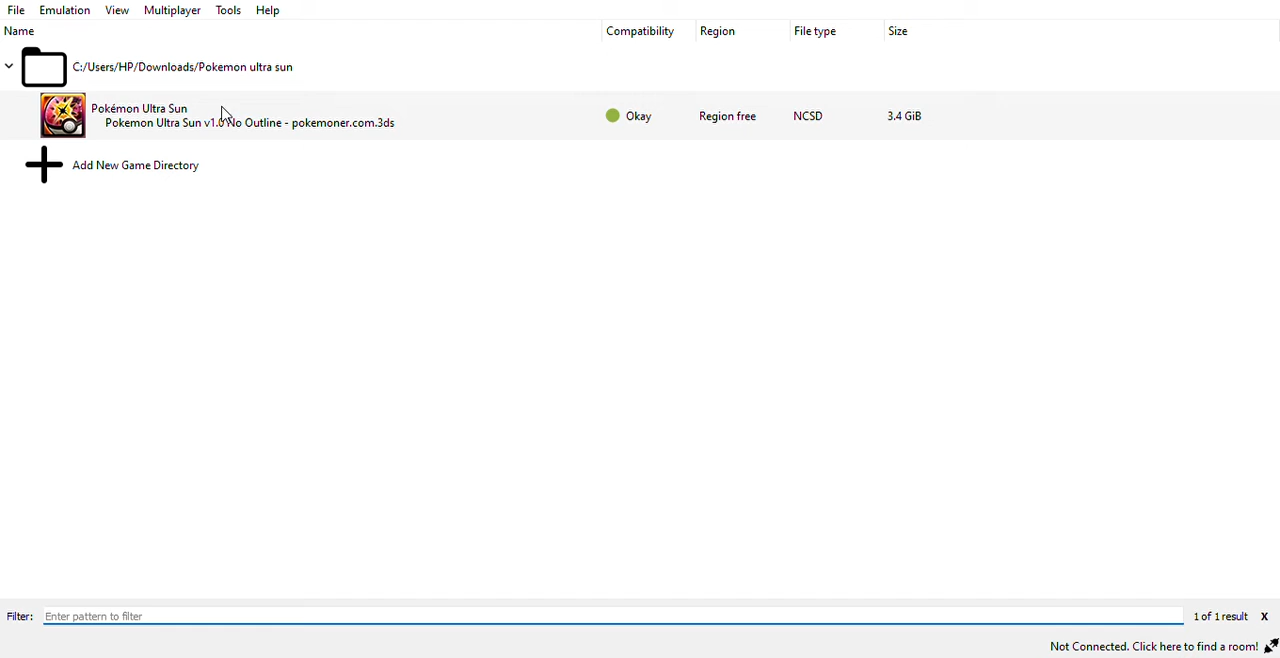 File Emulation View Multiplayer Tools Help
Name Compatibility Region File type Size
C:/Users/HP/Downloads/Pokemon ultra sun
Pokémon Ultra Sun
Pokemon Ultra Sun v1.0 No Outline - pokemoner.com.3ds Okay Region free NCSD 3.4 GiB
Add New Game Directory
Filter: Enter pattern to filter 1 of 1 result X
Not Connected. Click here to find a room!